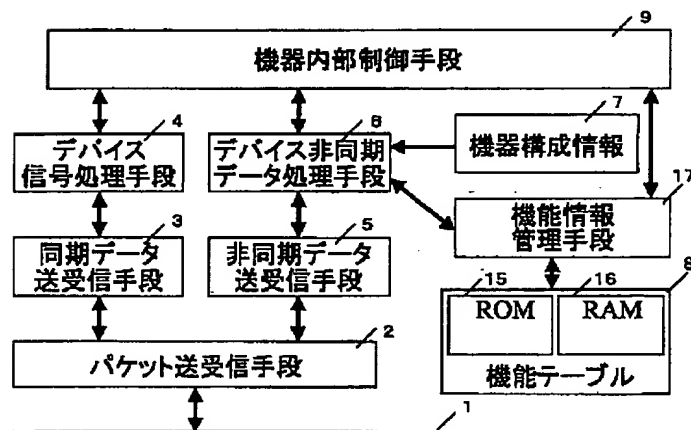 9
機器内部制御手段
4
デバイス
信号処理手段
6
デバイス非同期
データ処理手段
7
機器構成情報
17
機能情報
管理手段
3
同期データ
送受信手段
5
非同期データ
送受信手段
8
15
ROM
16
RAM
機能テーブル
2
パケット送受信手段
1